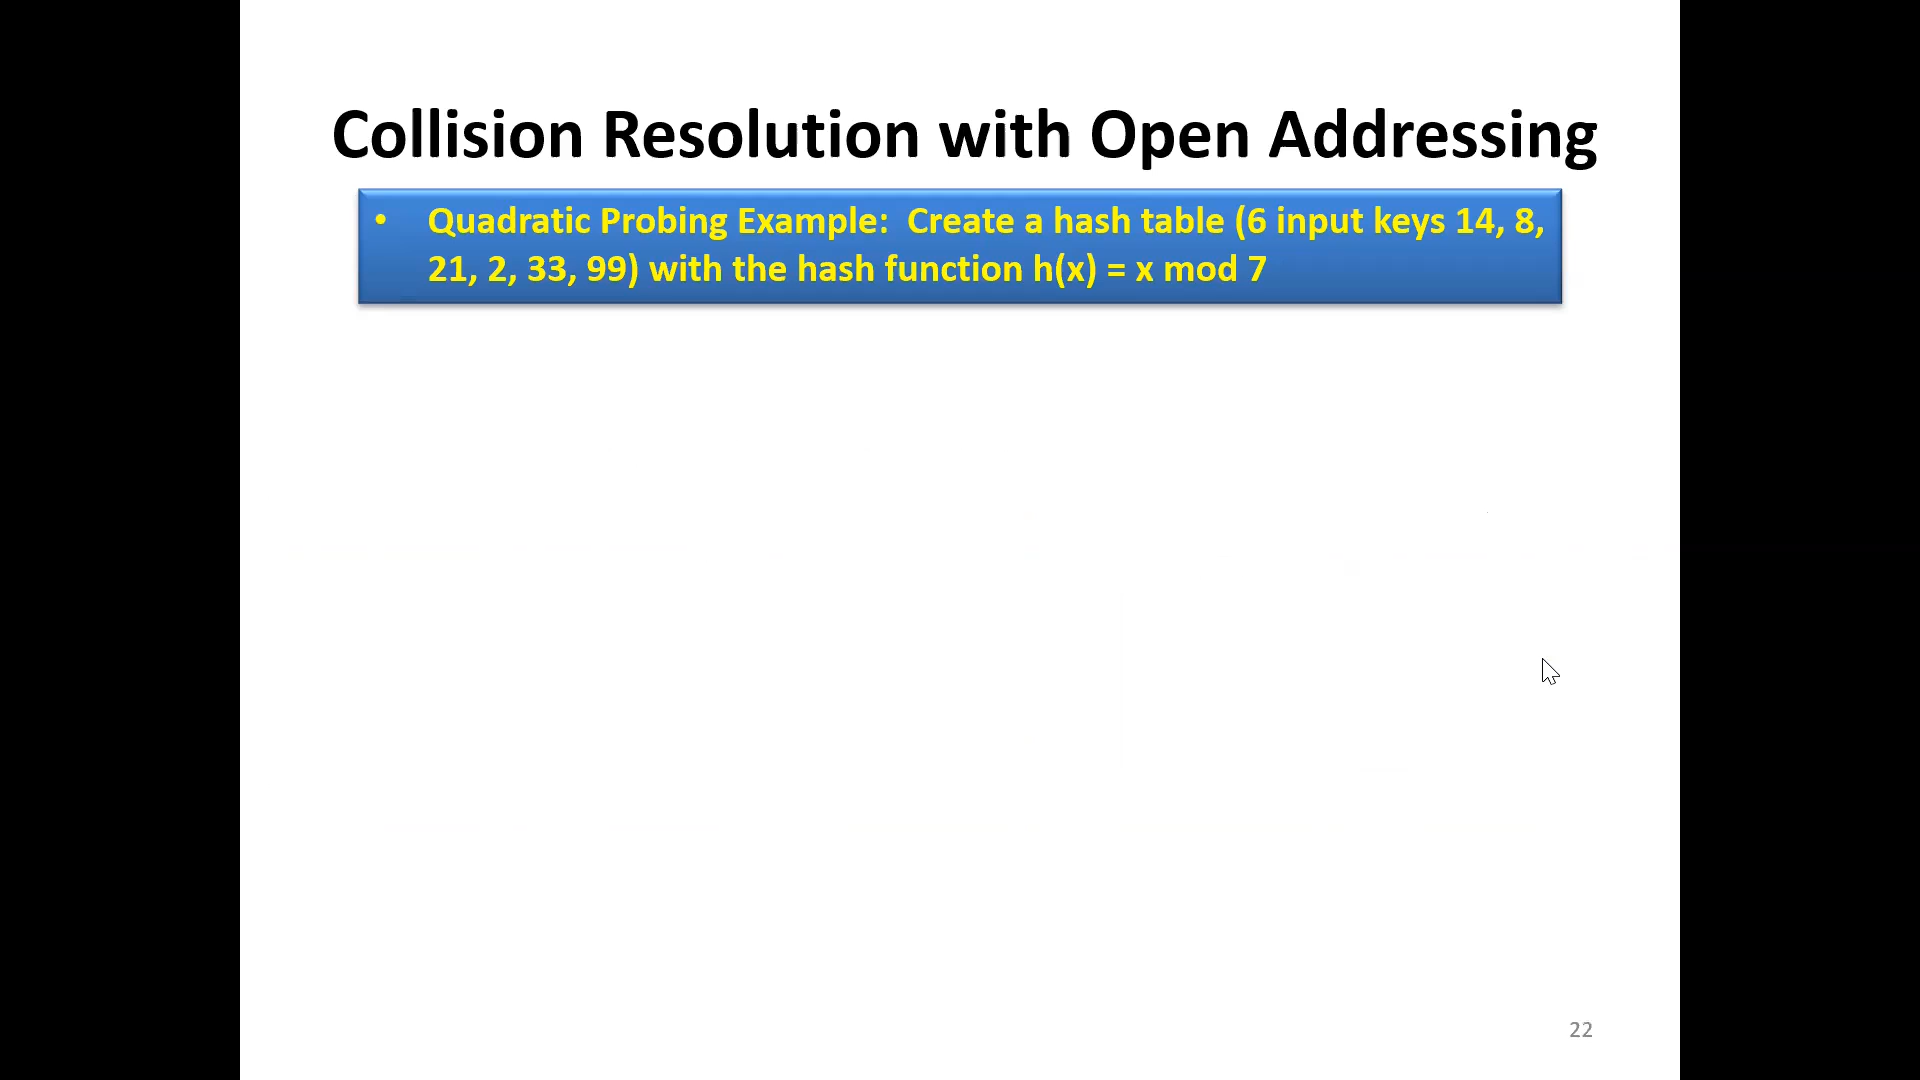 Collision Resolution with Open Addressing
• Quadratic Probing Example: Create a hash table (6 input keys 14, 8,
21, 2, 33, 99) with the hash function h(x) = x mod 7
22